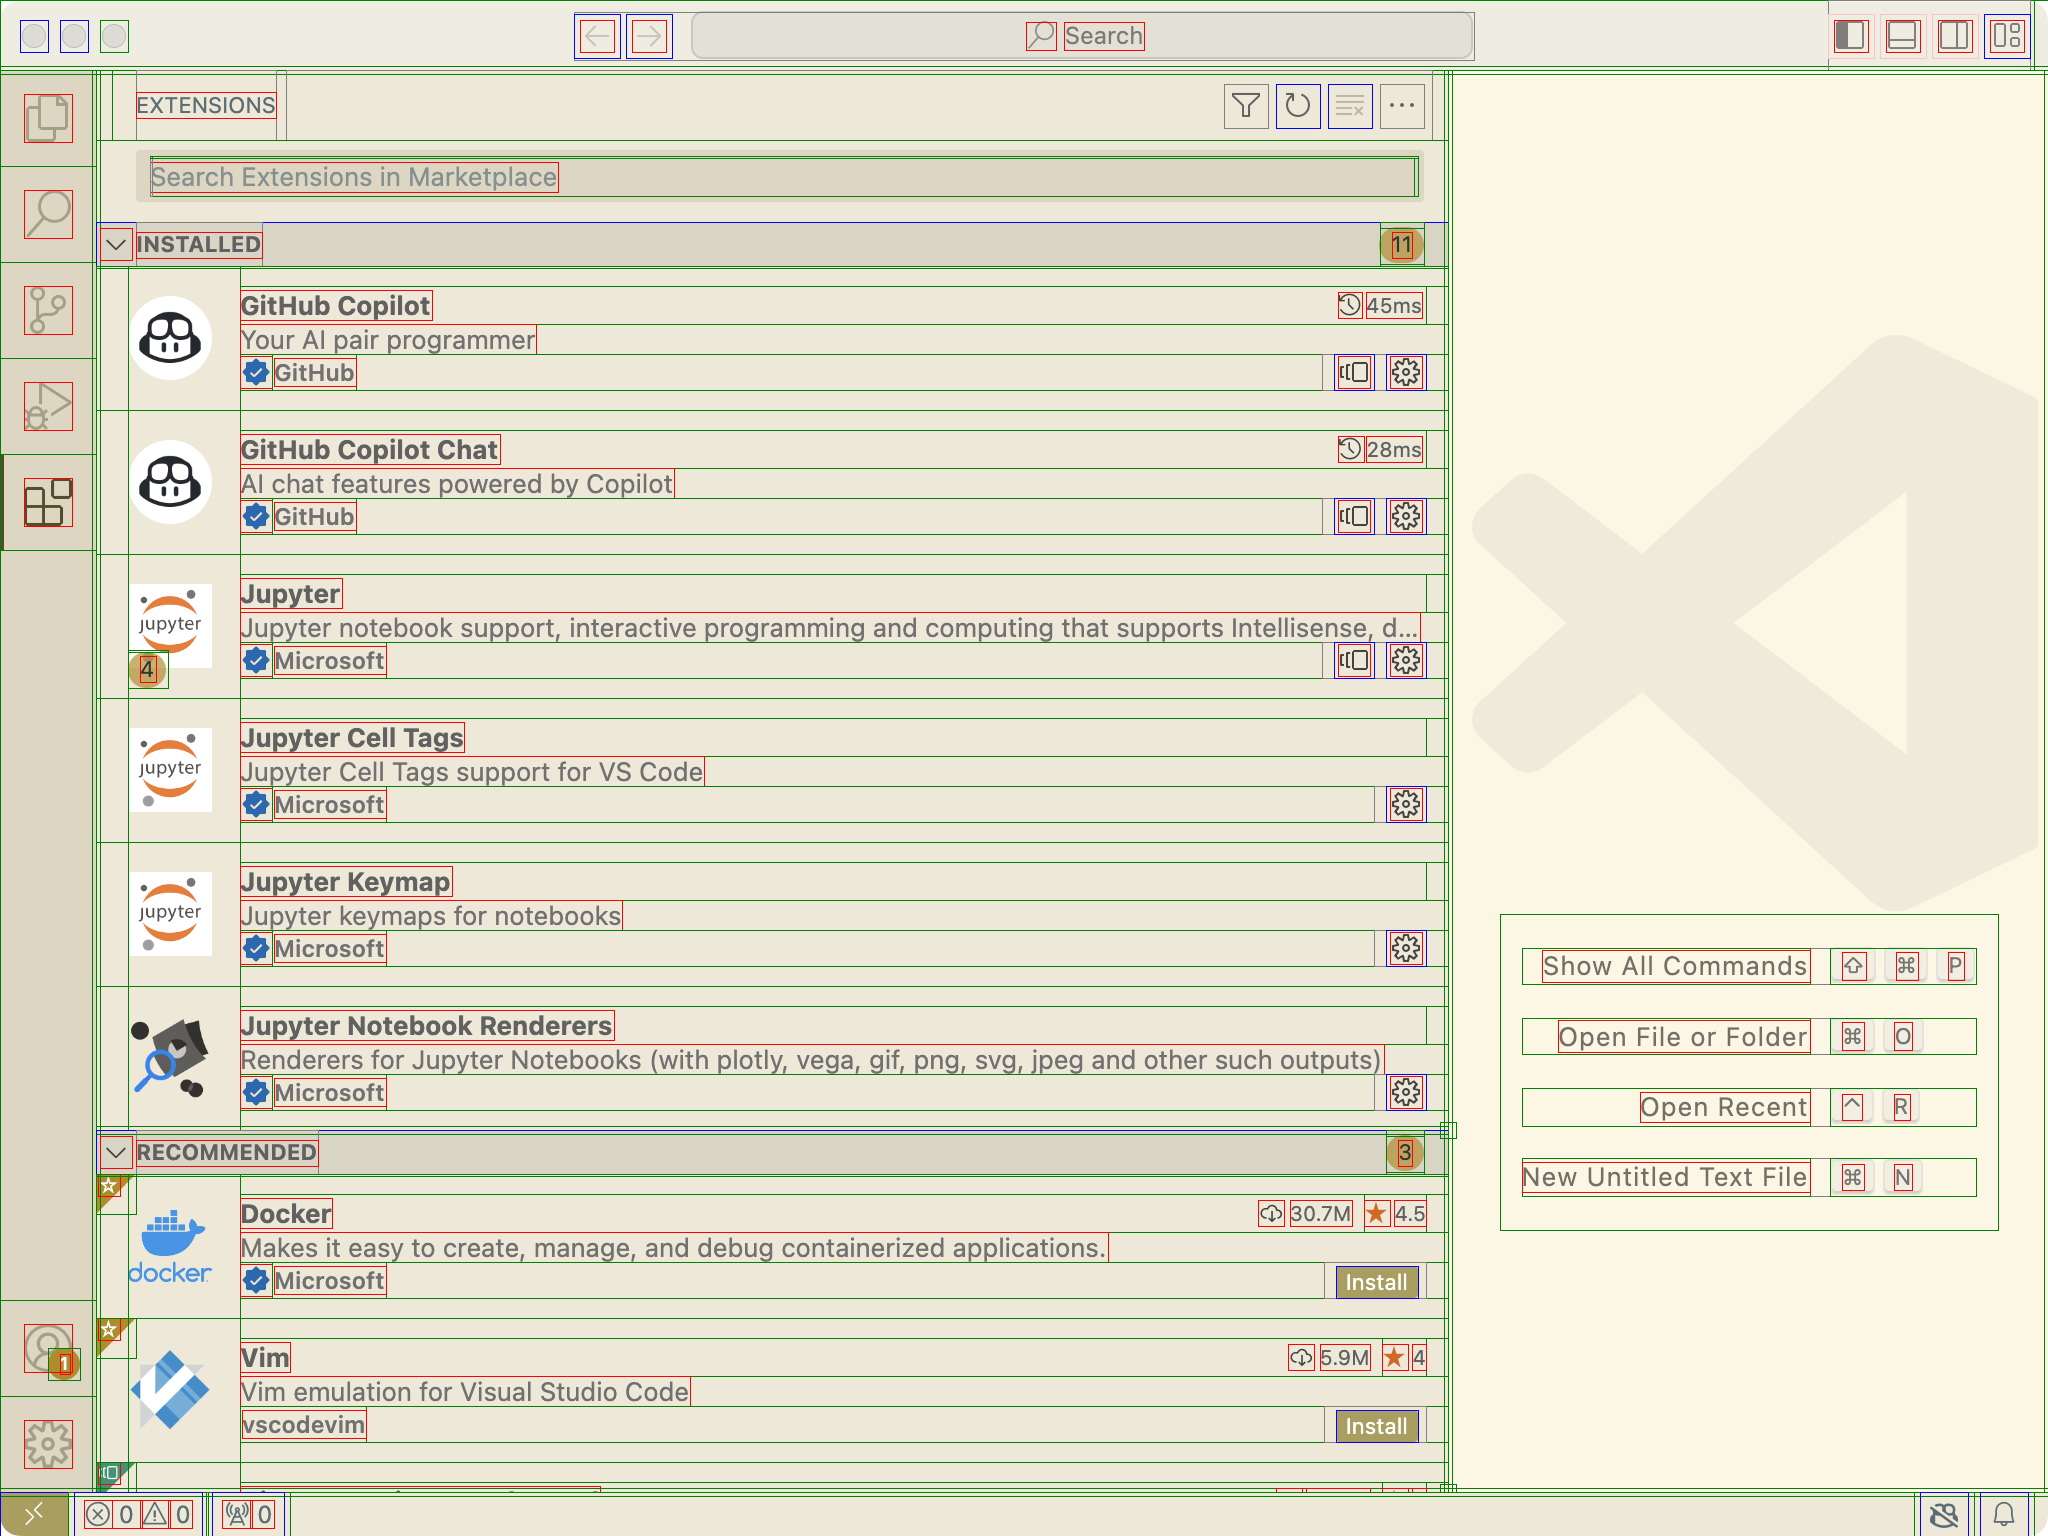 Search
EXTENSIONS
Search Extensions in Marketplace
INSTALLED 11
GitHub Copilot 45ms
Your AI pair programmer
GitHub
GitHub Copilot Chat 28ms
AI chat features powered by Copilot
GitHub
jupyter
4
Jupyter
Jupyter notebook support, interactive programming and computing that supports Intellisense, d...
Microsoft
jupyter
Jupyter Cell Tags
Jupyter Cell Tags support for VS Code
Microsoft
jupyter
Jupyter Keymap
Jupyter keymaps for notebooks
Microsoft
Jupyter Notebook Renderers
Renderers for Jupyter Notebooks (with plotly, vega, gif, png, svg, jpeg and other such outputs)
Microsoft
RECOMMENDED 3
docker
Docker 30.7M ★ 4.5
Makes it easy to create, manage, and debug containerized applications.
Microsoft Install
Vim 5.9M ★ 4
Vim emulation for Visual Studio Code
vscodevim Install
1
Show All Commands ⇧ ⌘ P
Open File or Folder ⌘ O
Open Recent ^ R
New Untitled Text File ⌘ N
0 0 0